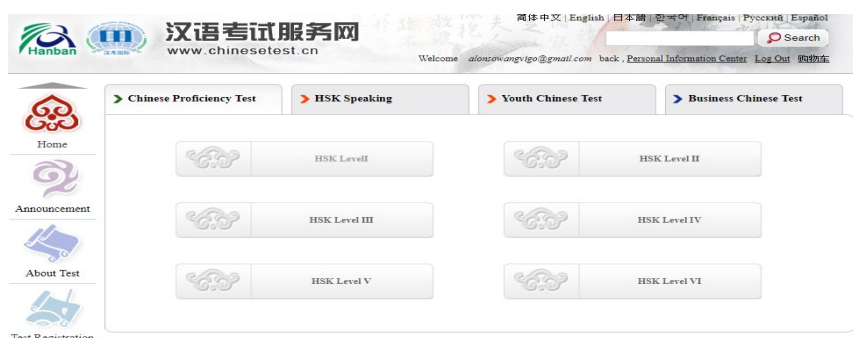 简体中文 | English | 日本語 | 한국어 | Français | Русский | Español
Hanban
汉语考试服务网
www.chinesetest.cn
Search
Welcome alonsowangvigo@gmail.com back , Personal Information Center Log Out 购物车
Chinese Proficiency Test
HSK Speaking
Youth Chinese Test
Business Chinese Test
Home
HSK LevelI
HSK Level II
Announcement
HSK Level III
HSK Level IV
About Test
HSK Level V
HSK Level VI
Test Registration